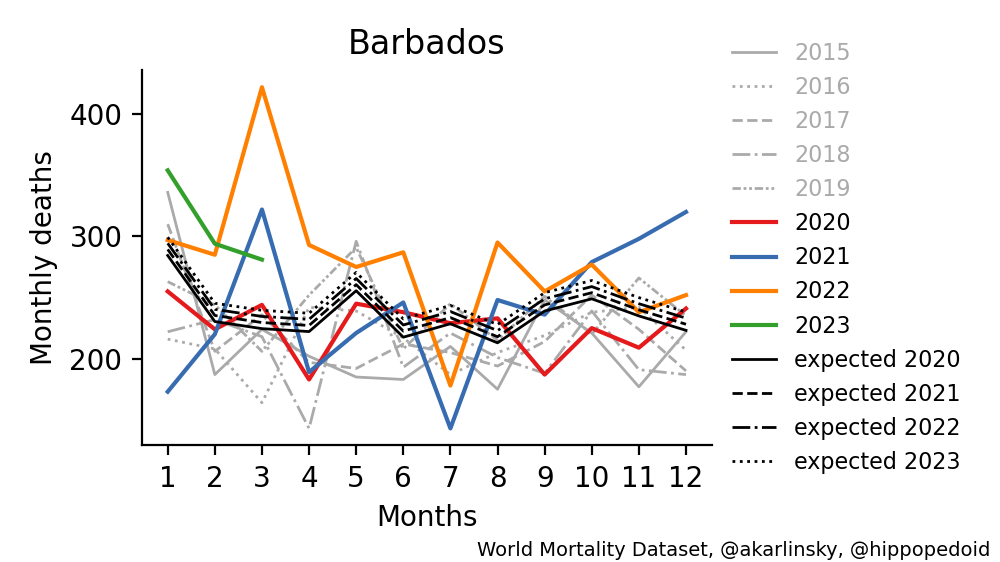 Barbados
Monthly deaths
400
300
200
1 2 3 4 5 6 7 8 9 10 11 12
Months
2015
2016
2017
2018
2019
2020
2021
2022
2023
expected 2020
expected 2021
expected 2022
expected 2023
World Mortality Dataset, @akarlinsky, @hippopedoid